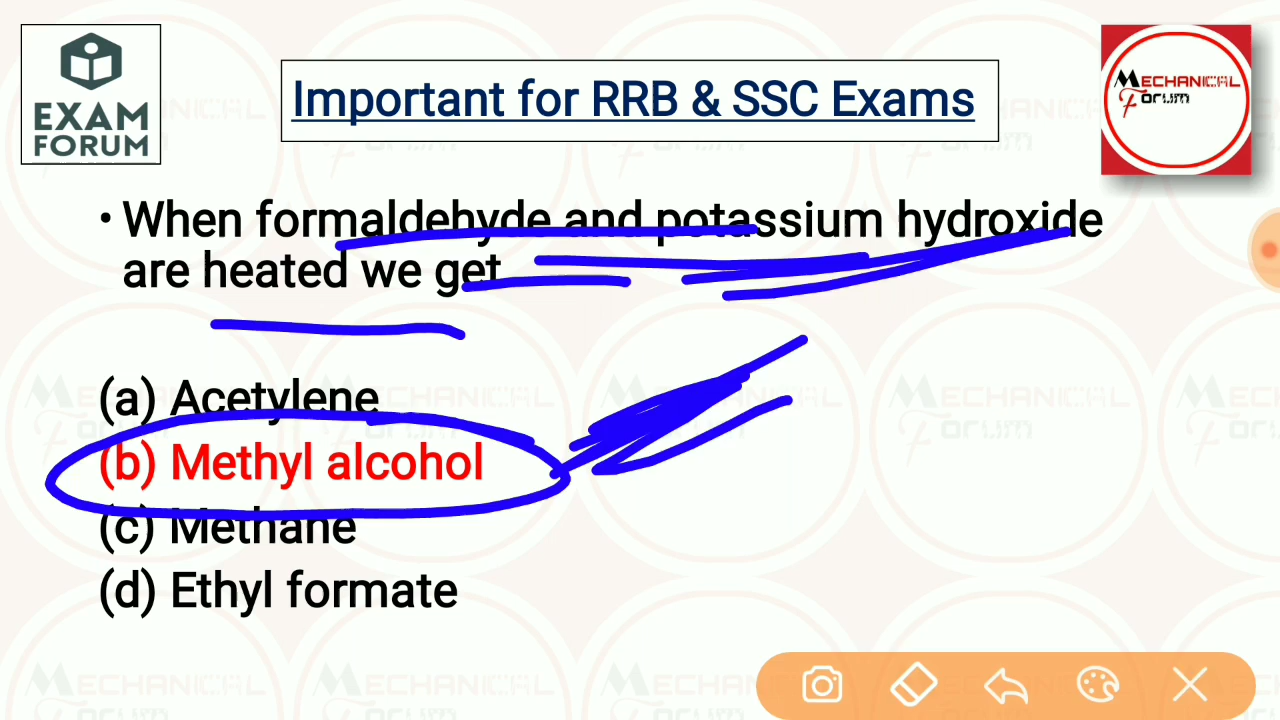 EXAM
FORUM
Important for RRB & SSC Exams
MECHANICAL
Forum
• When formaldehyde and potassium hydroxide
are heated we get
(a) Acetylene
(b) Methyl alcohol
(c) Methane
(d) Ethyl formate